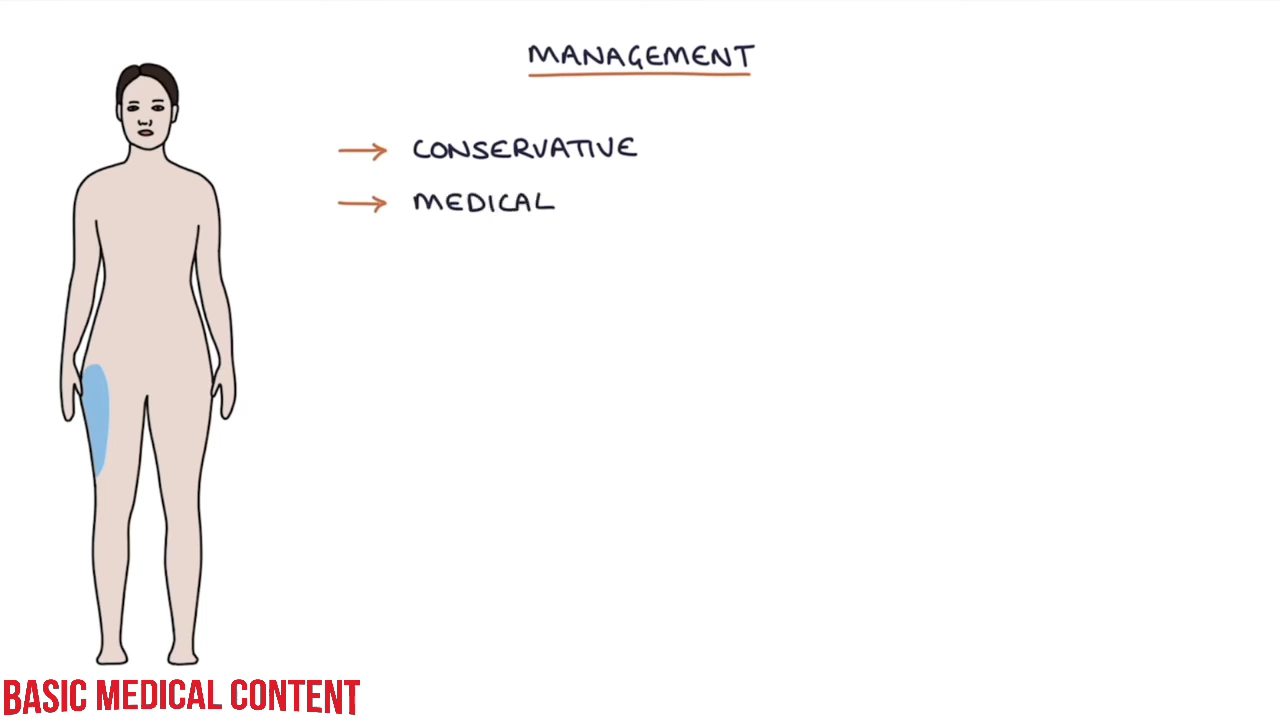 MANAGEMENT
→ CONSERVATIVE
→ MEDICAL
BASIC MEDICAL CONTENT